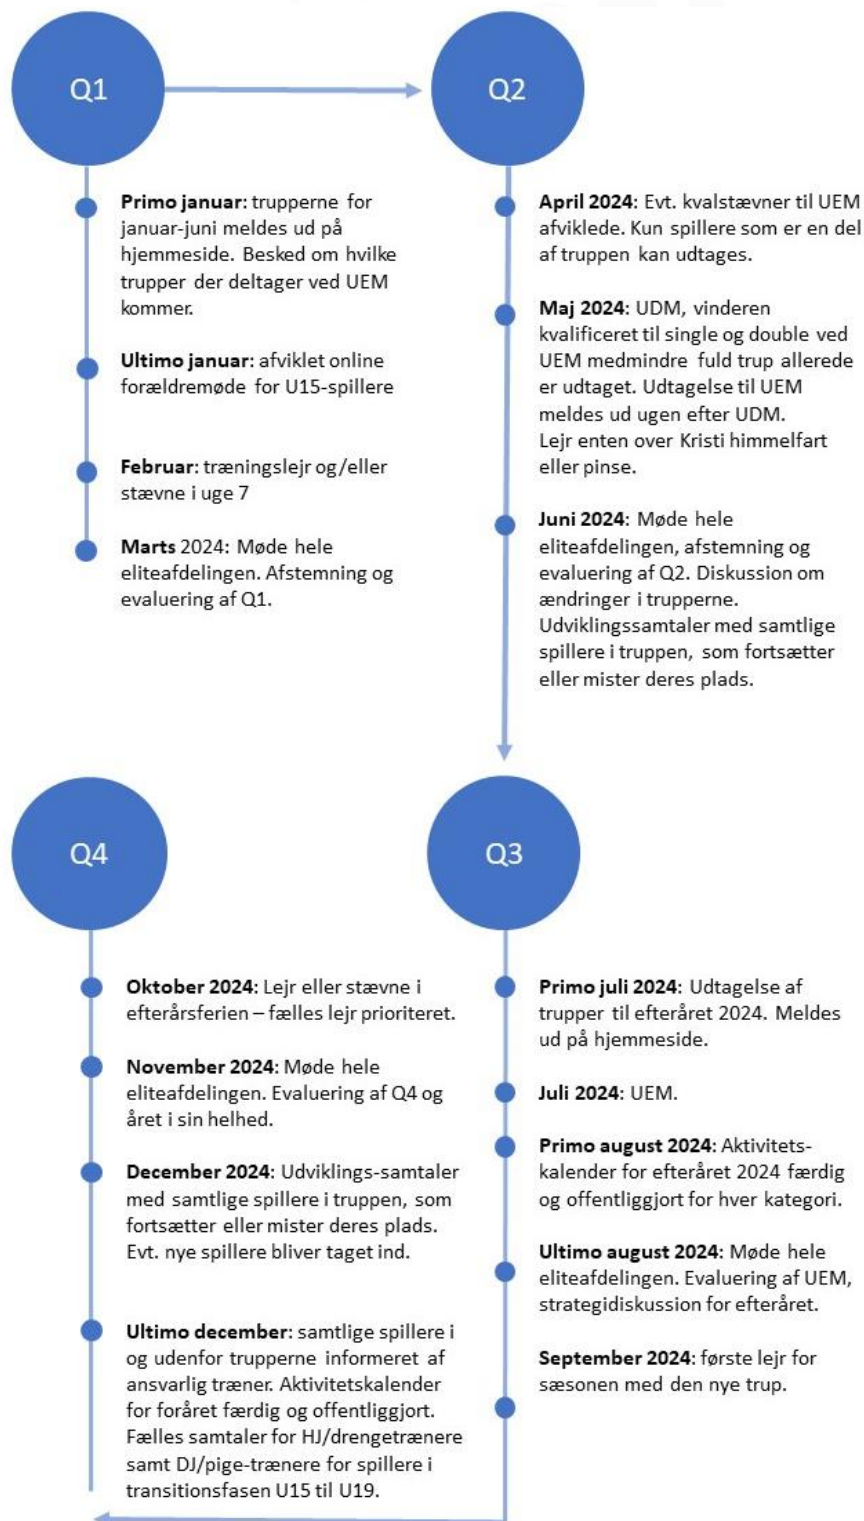 Q1
Primo januar: trupperne for
januar-juni meldes ud på
hjemmeside. Besked om hvilke
trupper der deltager ved UEM
kommer.
Ultimo januar: afviklet online
forældremøde for U15-spillere
Februar: træningslejr og/eller
stævne i uge 7
Marts 2024: Møde hele
eliteafdelingen. Afstemning og
evaluering af Q1.
Q2
April 2024: Evt. kvalstævner til UEM
afviklede. Kun spillere som er en del
af truppen kan udtages.
Maj 2024: UDM, vinderen
kvalificeret til single og double ved
UEM medmindre fuld trup allerede
er udtaget. Udtagelse til UEM
meldes ud ugen efter UDM.
Lejr enten over Kristi himmelfart
eller pinse.
Juni 2024: Møde hele
eliteafdelingen, afstemning og
evaluering af Q2. Diskussion om
ændringer i trupperne.
Udviklingssamtaler med samtlige
spillere i truppen, som fortsætter
eller mister deres plads.
Q3
Primo juli 2024: Udtagelse af
trupper til efteråret 2024. Meldes
ud på hjemmeside.
Juli 2024: UEM.
Primo august 2024: Aktivitets-
kalender for efteråret 2024 færdig
og offentliggjort for hver kategori.
Ultimo august 2024: Møde hele
eliteafdelingen. Evaluering af UEM,
strategidiskussion for efteråret.
September 2024: første lejr for
sæsonen med den nye trup.
Q4
Oktober 2024: Lejr eller stævne i
efterårsferien – fælles lejr prioriteret.
November 2024: Møde hele
eliteafdelingen. Evaluering af Q4 og
året i sin helhed.
December 2024: Udviklings-samtaler
med samtlige spillere i truppen, som
fortsætter eller mister deres plads.
Evt. nye spillere bliver taget ind.
Ultimo december: samtlige spillere i
og udenfor trupperne informeret af
ansvarlig træner. Aktivitetskalender
for foråret færdig og offentliggjort.
Fælles samtaler for HJ/drengetrænere
samt DJ/pige-trænere for spillere i
transitionsfasen U15 til U19.